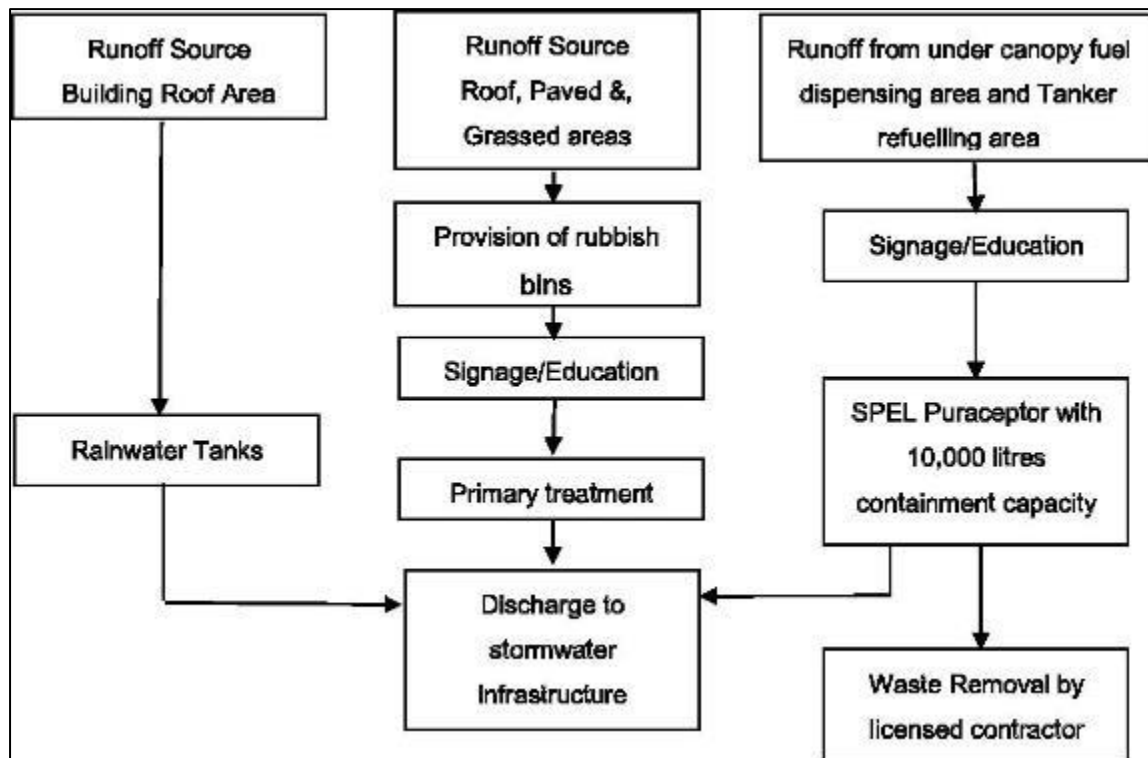 Runoff Source
Building Roof Area
Rainwater Tanks
Runoff Source
Roof, Paved &,
Grassed areas
Provision of rubbish
bins
Signage/Education
Primary treatment
Discharge to
stormwater
Infrastructure
Runoff from under canopy fuel
dispensing area and Tanker
refuelling area
Signage/Education
SPEL Puraceptor with
10,000 litres
containment capacity
Waste Removal by
licensed contractor